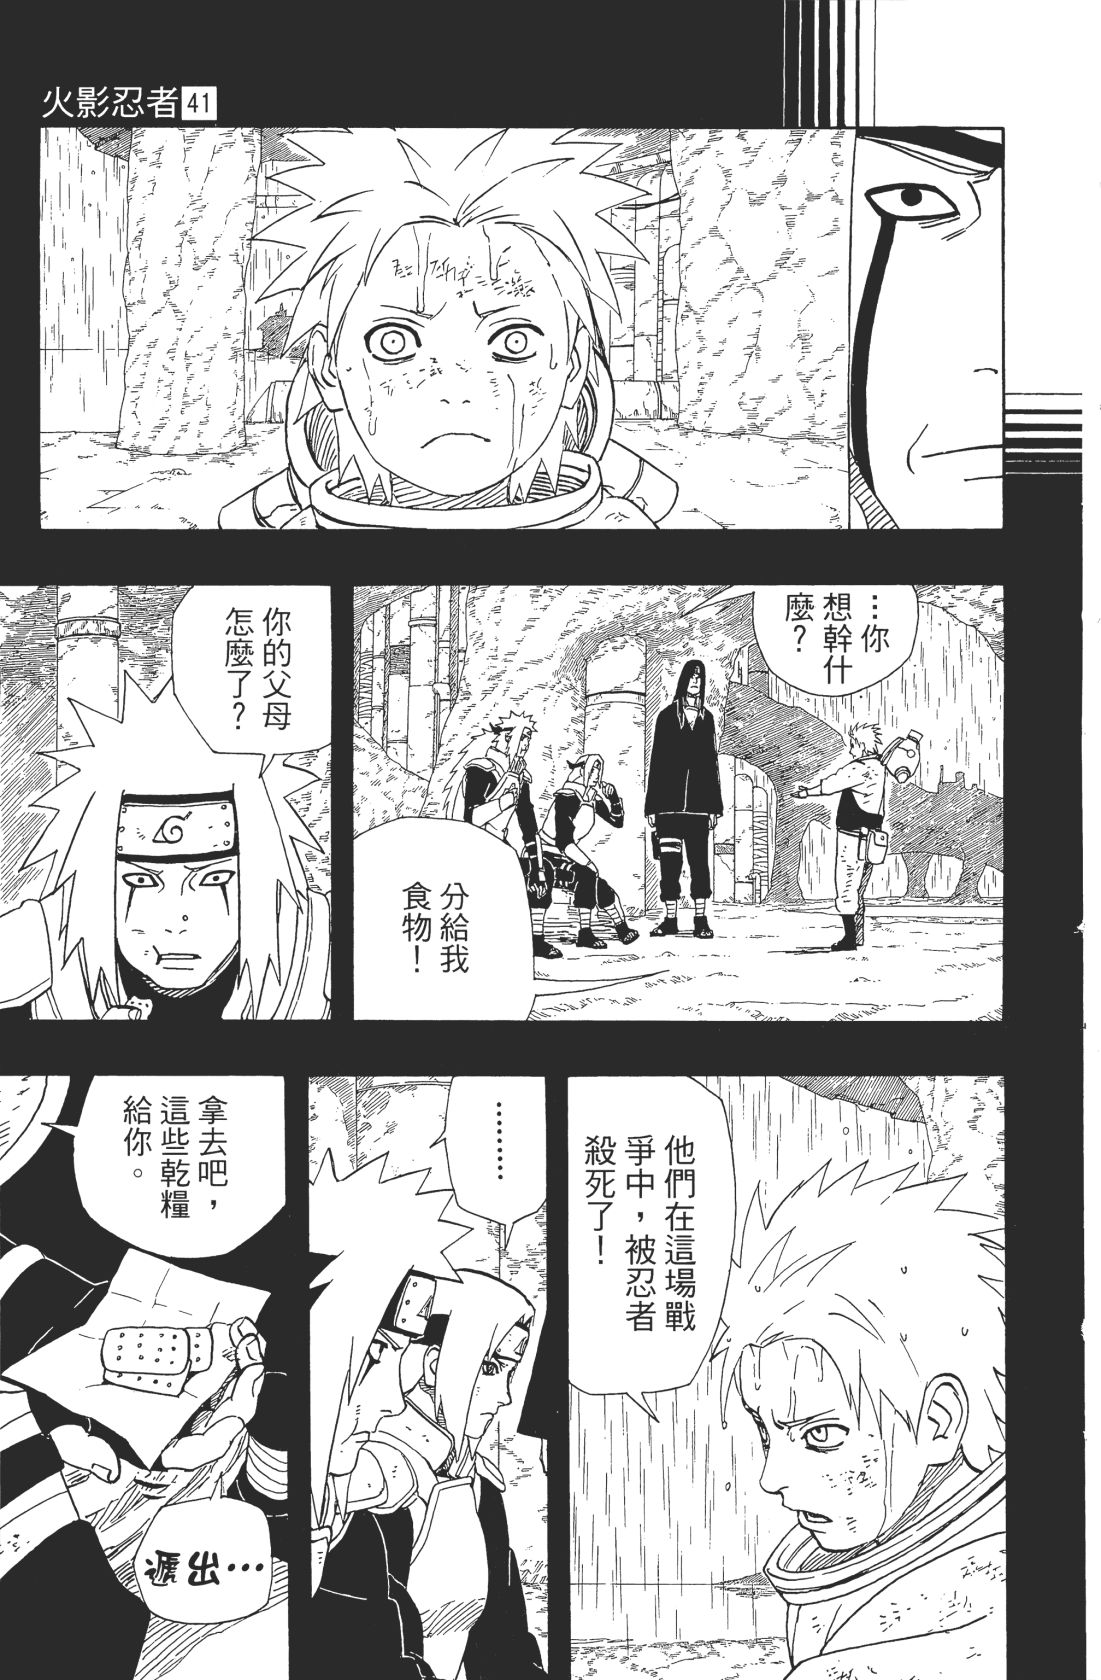 火影忍者41
…你
想幹什
麼？
分給我
食物！
你的父母
怎麼了？
他們在這場戰
爭中，被忍者
殺死了！
………
拿去吧，
這些乾糧
給你。
遞出…